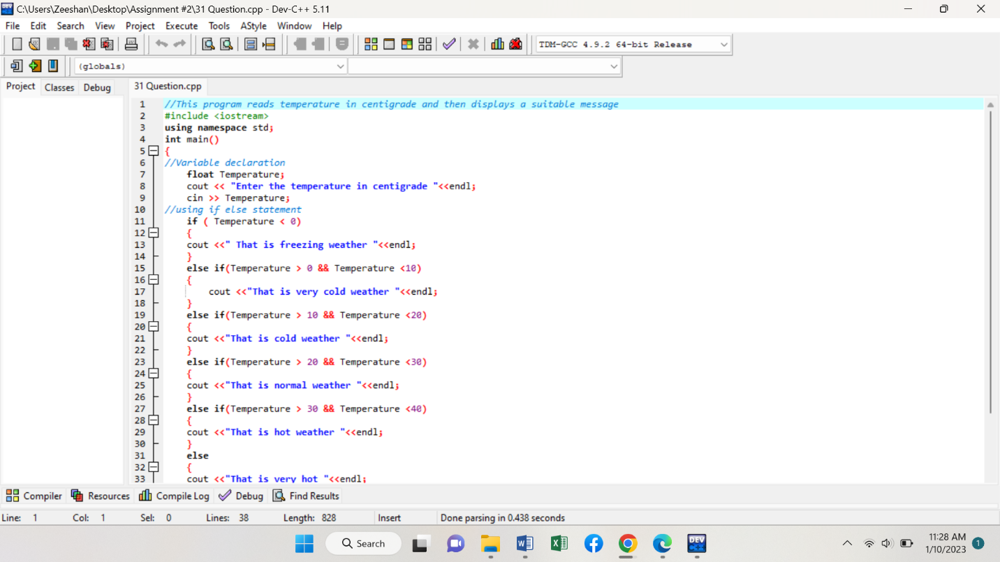 C:\Users\Zeeshan\Desktop\Assignment #2\31 Question.cpp - Dev-C++ 5.11
File Edit Search View Project Execute Tools AStyle Window Help
TDM-GCC 4.9.2 64-bit Release
(globals)
Project Classes Debug 31 Question.cpp
1 //This program reads temperature in centigrade and then displays a suitable message
2 #include <iostream>
3 using namespace std;
4 int main()
5 {
6 //Variable declaration
7 float Temperature;
8 cout << "Enter the temperature in centigrade "<<endl;
9 cin >> Temperature;
10 //using if else statement
11 if ( Temperature < 0)
12 {
13 cout <<" That is freezing weather "<<endl;
14 }
15 else if(Temperature > 0 && Temperature <10)
16 {
17 cout <<"That is very cold weather "<<endl;
18 }
19 else if(Temperature > 10 && Temperature <20)
20 {
21 cout <<"That is cold weather "<<endl;
22 }
23 else if(Temperature > 20 && Temperature <30)
24 {
25 cout <<"That is normal weather "<<endl;
26 }
27 else if(Temperature > 30 && Temperature <40)
28 {
29 cout <<"That is hot weather "<<endl;
30 }
31 else
32 {
33 cout <<"That is very hot "<<endl;
Compiler Resources Compile Log Debug Find Results
Line: 1 Col: 1 Sel: 0 Lines: 38 Length: 828 Insert Done parsing in 0.438 seconds
Search
DEV
11:28 AM
1/10/2023
1